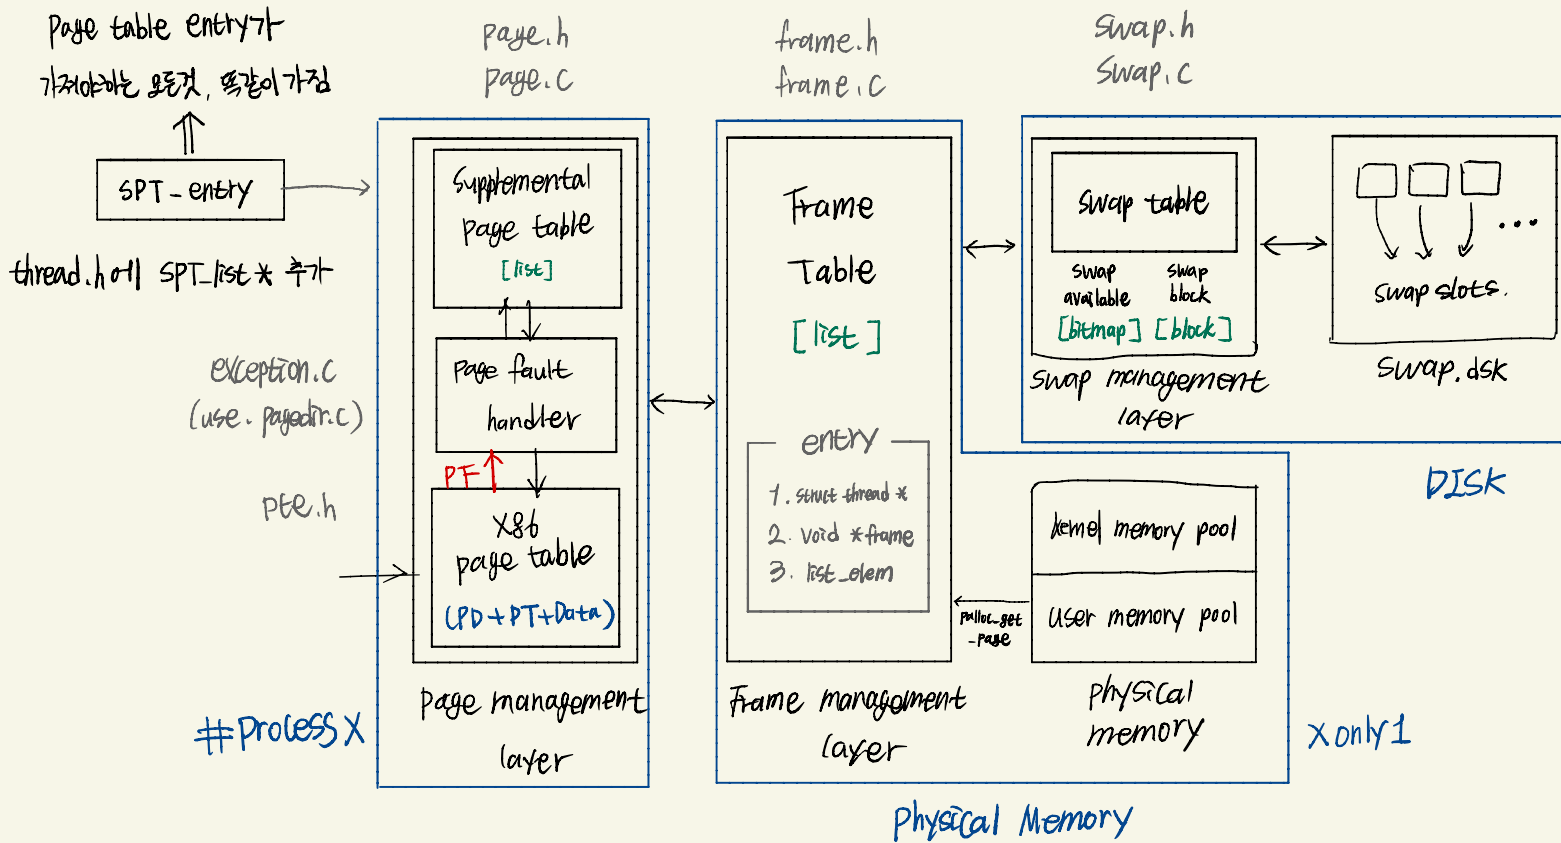 page table entry가
가져야하는 모든것, 똑같이 가짐
SPT_entry
thread.h에 SPT_list * 추가
exception.c
(use. pagedir.c)
pte.h
#process X
page.h
page.c
Supplemental
page table
[list]
page fault
handler
PF
X86
page table
(PD+PT+Data)
page management
layer
frame.h
frame.c
Frame
Table
[list]
entry
1. struct thread *
2. void *frame
3. list_elem
Frame management
layer
palloc_get
_page
kernel memory pool
user memory pool
physical
memory
X only 1
Physical Memory
swap.h
swap.c
swap table
swap
available
[bitmap]
swap
block
[block]
swap management
layer
swap slots.
...
swap.dsk
DISK